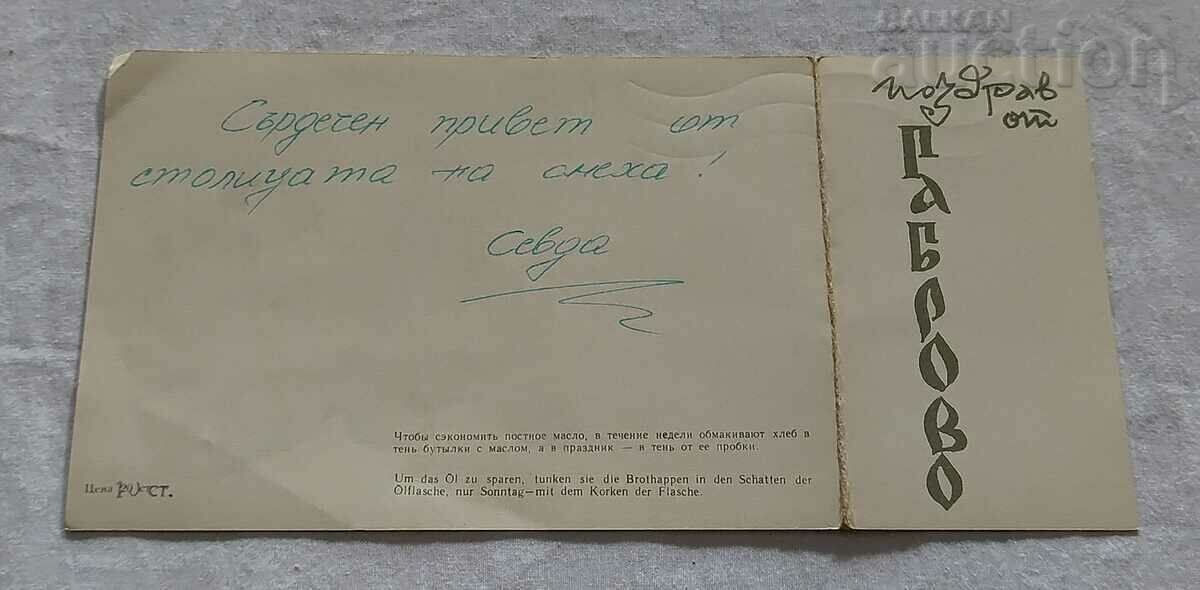 BALKAN
auction
поздрав
от
ГАБРОВО
Сърдечен привет от
столицата на смеха!
Севда
Чтобы сэкономить постное масло, в течение недели обмакивают хлеб в
тень бутылки с маслом, а в праздник — в тень от ее пробки.
Um das Öl zu sparen, tunken sie die Brothappen in den Schatten der
Ölflasche, nur Sonntag—mit dem Korken der Flasche.
Цена СТ.